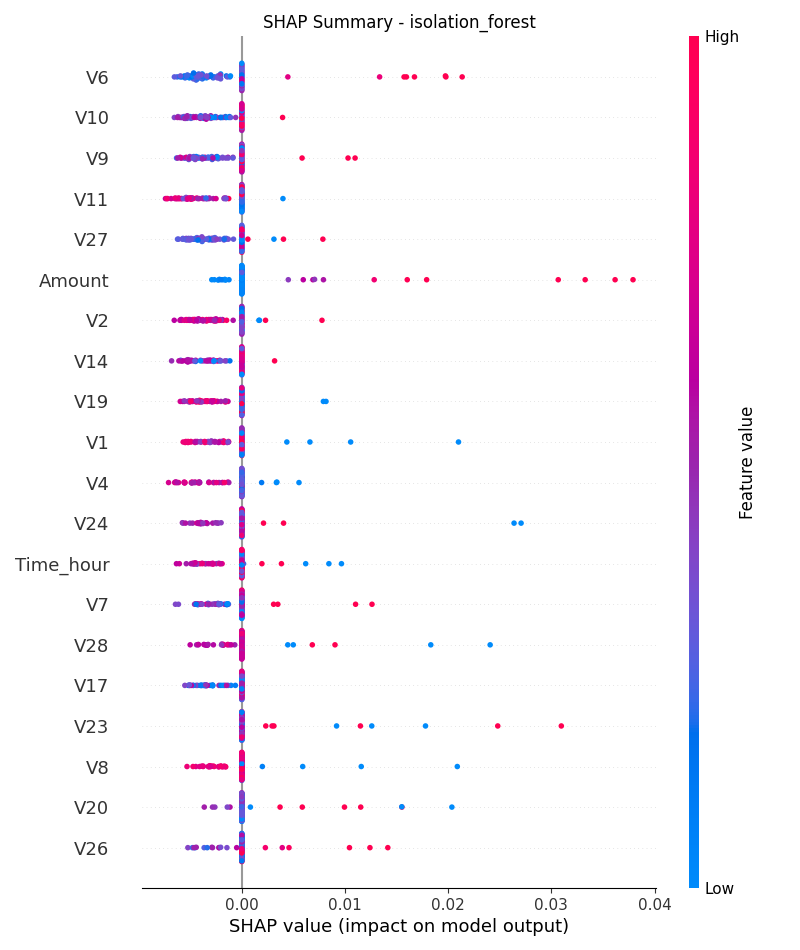 SHAP Summary - isolation_forest
High
V6
V10
V9
V11
V27
Amount
V2
V14
V19
V1
V4
V24
Time_hour
V7
V28
V17
V23
V8
V20
V26
Feature value
Low
0.00 0.01 0.02 0.03 0.04
SHAP value (impact on model output)